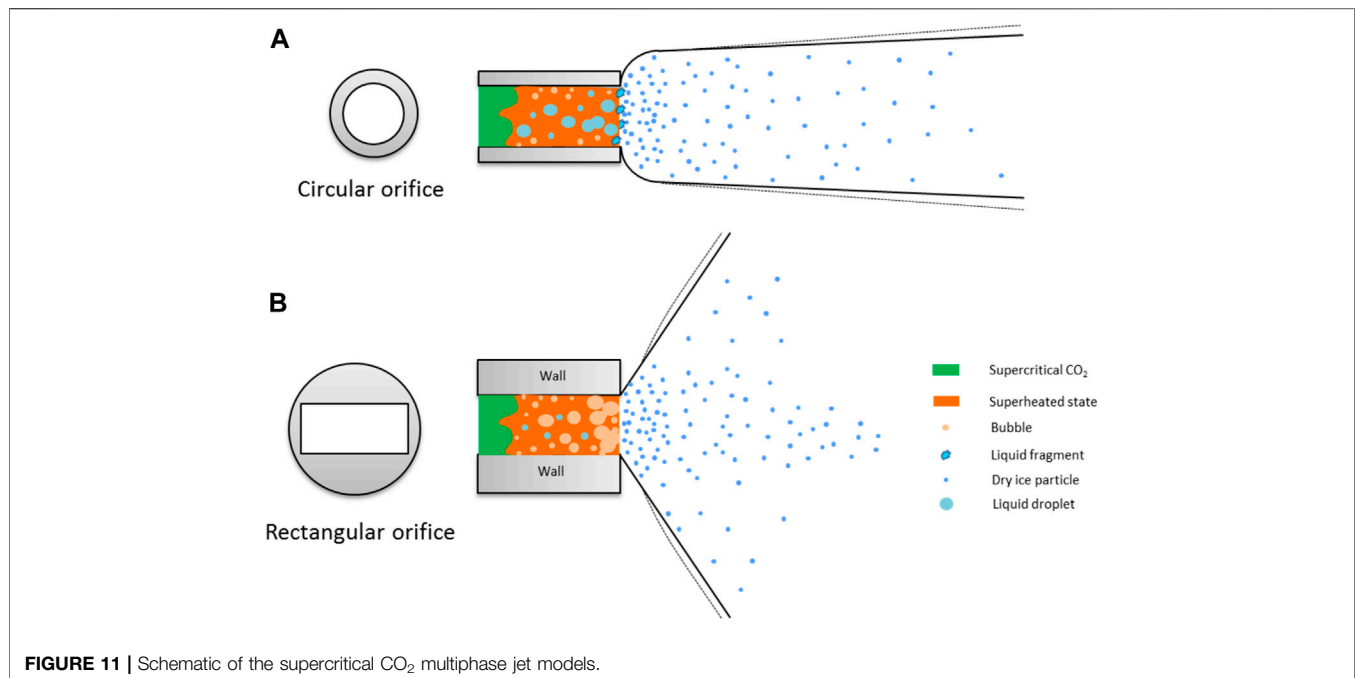 A
Circular orifice
B
Wall
Wall
Rectangular orifice
Supercritical CO₂
Superheated state
Bubble
Liquid fragment
Dry ice particle
Liquid droplet
FIGURE 11 | Schematic of the supercritical CO₂ multiphase jet models.